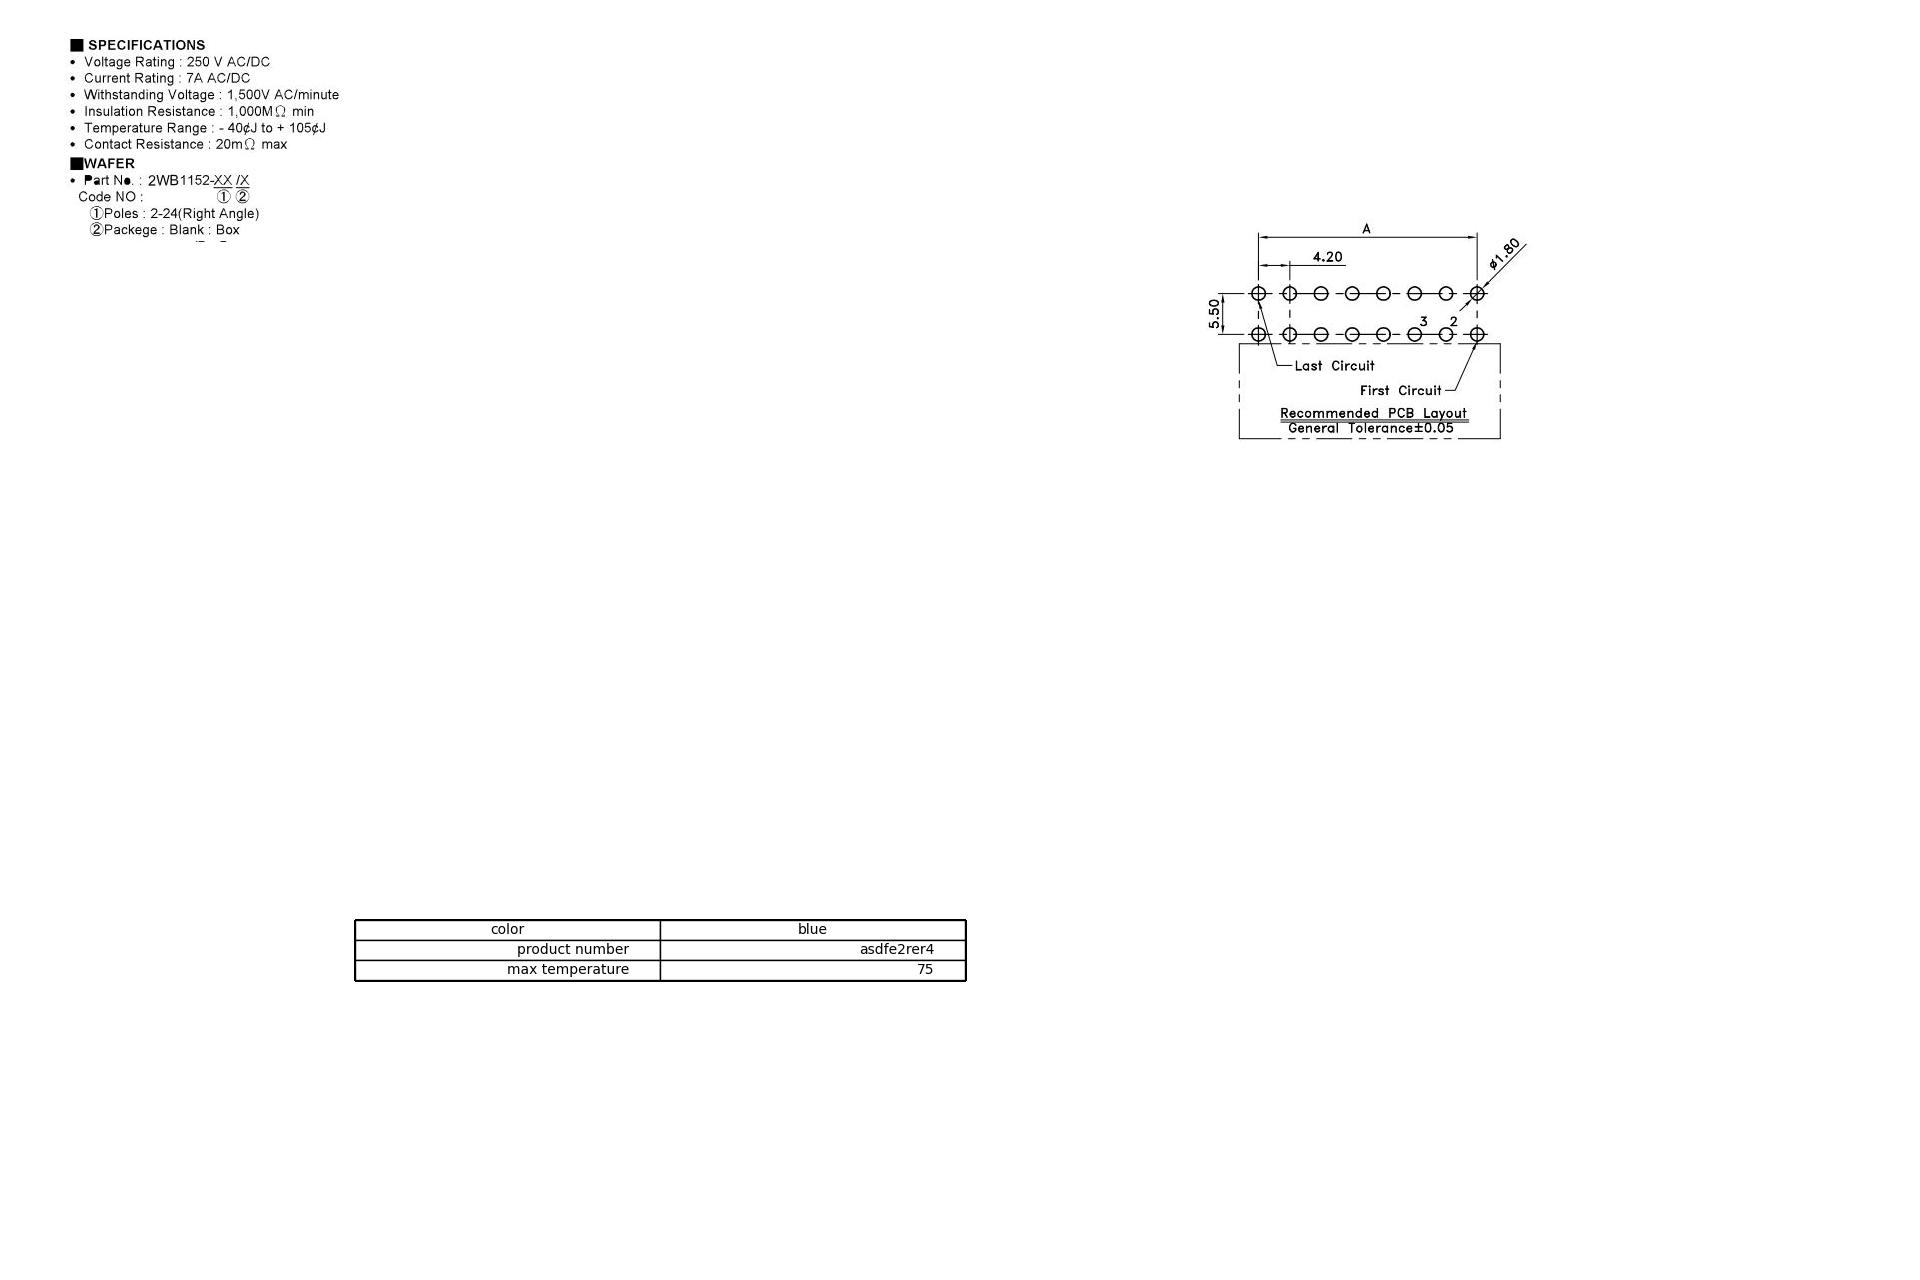 ■ SPECIFICATIONS
• Voltage Rating : 250 V AC/DC
• Current Rating : 7A AC/DC
• Withstanding Voltage : 1,500V AC/minute
• Insulation Resistance : 1,000MΩ min
• Temperature Range : - 40¢J to + 105¢J
• Contact Resistance : 20mΩ max
■WAFER
• Part No. : 2WB1152-XX /X
Code NO : ① ②
①Poles : 2-24(Right Angle)
②Packege : Blank : Box
A
4.20
ø1.80
5.50
3 2
Last Circuit
First Circuit
Recommended PCB Layout
General Tolerance±0.05
color blue
product number asdfe2rer4
max temperature 75